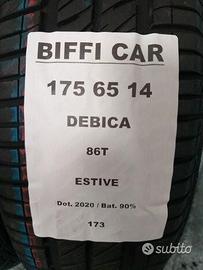 BIFFI CAR
175 65 14
DEBICA
86T
ESTIVE
Dot. 2020 / Bat. 90%
173
subito